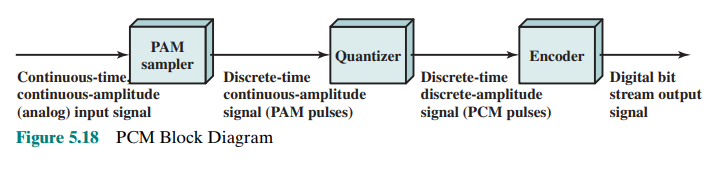 PAM
sampler
Quantizer
Encoder
Continuous-time,
continuous-amplitude
(analog) input signal
Discrete-time
continuous-amplitude
signal (PAM pulses)
Discrete-time
discrete-amplitude
signal (PCM pulses)
Digital bit
stream output
signal
Figure 5.18 PCM Block Diagram